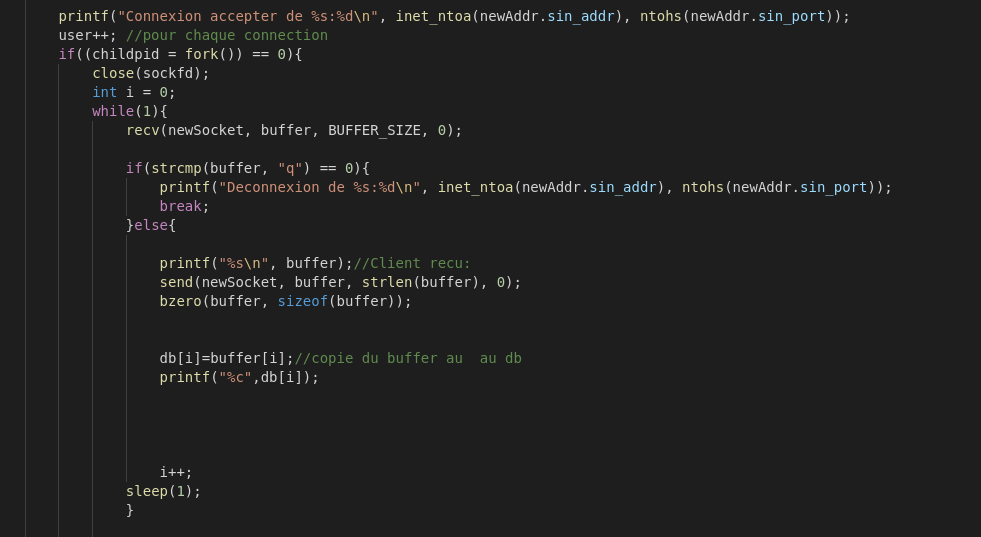 printf("Connexion accepter de %s:%d\n", inet_ntoa(newAddr.sin_addr), ntohs(newAddr.sin_port));
user++; //pour chaque connection
if((childpid = fork()) == 0){
close(sockfd);
int i = 0;
while(1){
recv(newSocket, buffer, BUFFER_SIZE, 0);
if(strcmp(buffer, "q") == 0){
printf("Deconnexion de %s:%d\n", inet_ntoa(newAddr.sin_addr), ntohs(newAddr.sin_port));
break;
}else{
printf("%s\n", buffer);//Client recu:
send(newSocket, buffer, strlen(buffer), 0);
bzero(buffer, sizeof(buffer));
db[i]=buffer[i];//copie du buffer au  au db
printf("%c",db[i]);
i++;
sleep(1);
}